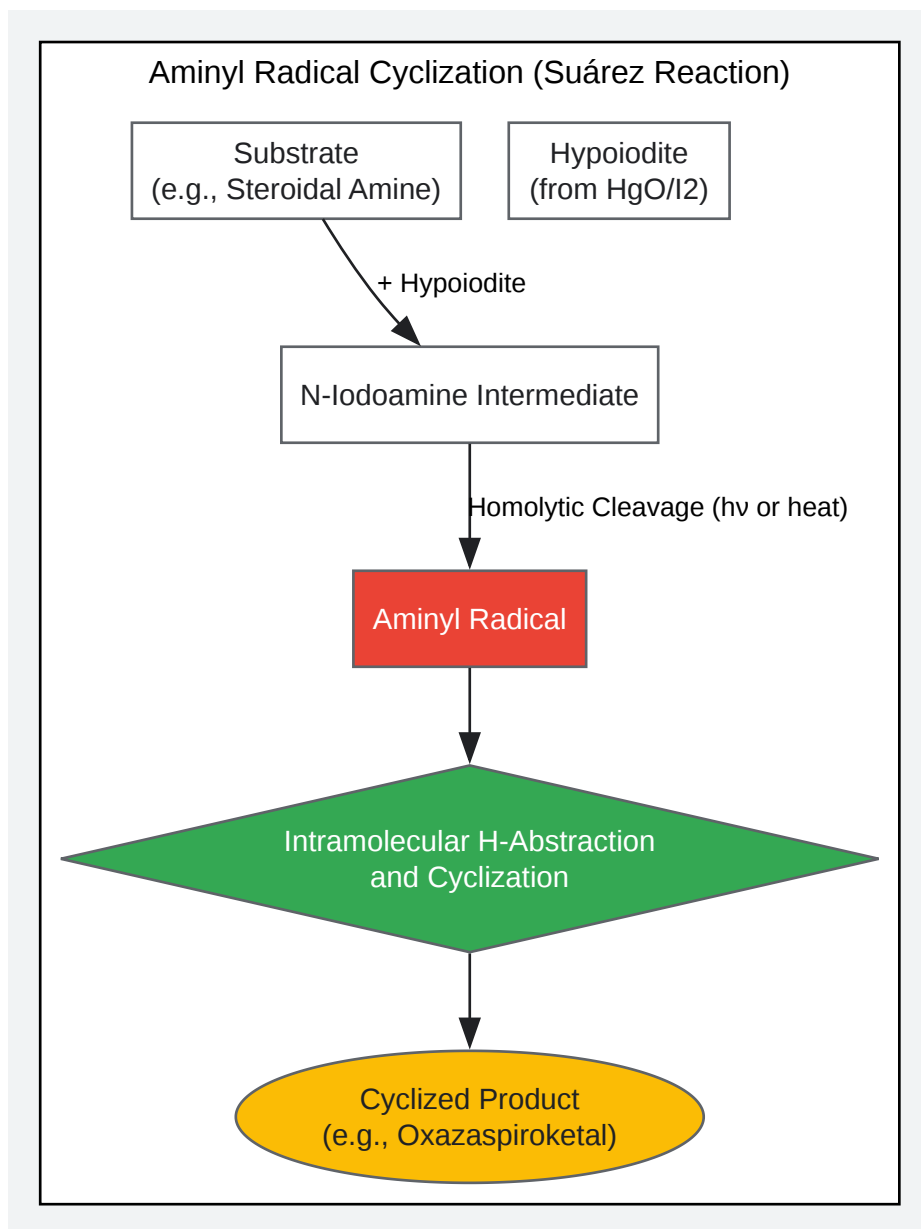 Aminyl Radical Cyclization (Suárez Reaction)
Substrate
(e.g., Steroidal Amine)
Hypoiodite
(from HgO/I2)
+ Hypoiodite
N-Iodoamine Intermediate
Homolytic Cleavage (hν or heat)
Aminyl Radical
Intramolecular H-Abstraction
and Cyclization
Cyclized Product
(e.g., Oxazaspiroketal)